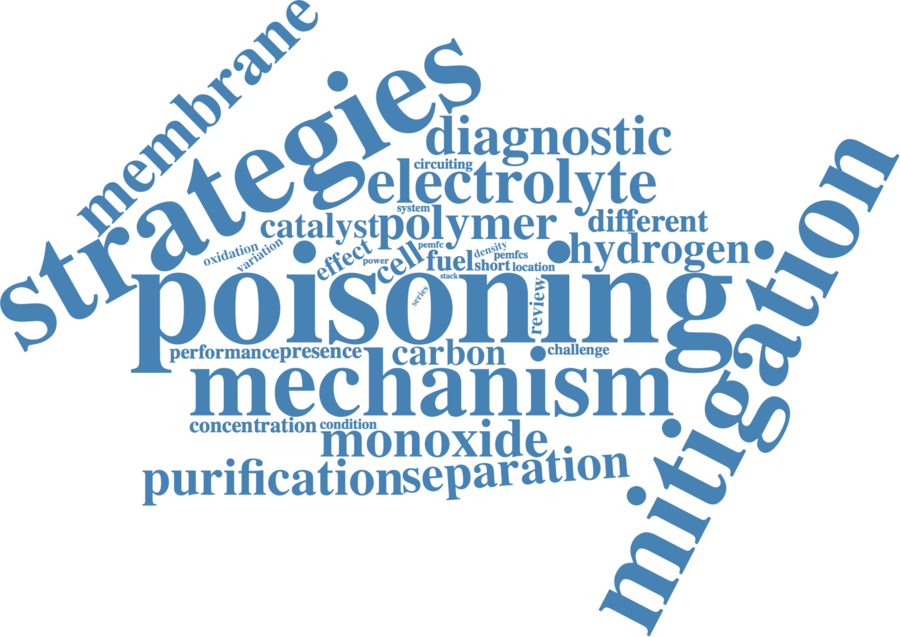 membrane
strategies
diagnostic
circuiting
electrolyte
system
catalyst polymer different
oxidation variation effect power cell pemfc fuel density pemfcs hydrogen
short location
stack
poisoning
series
review
mitigation
performance presence carbon challenge
mechanism
concentration condition
monoxide
purification separation